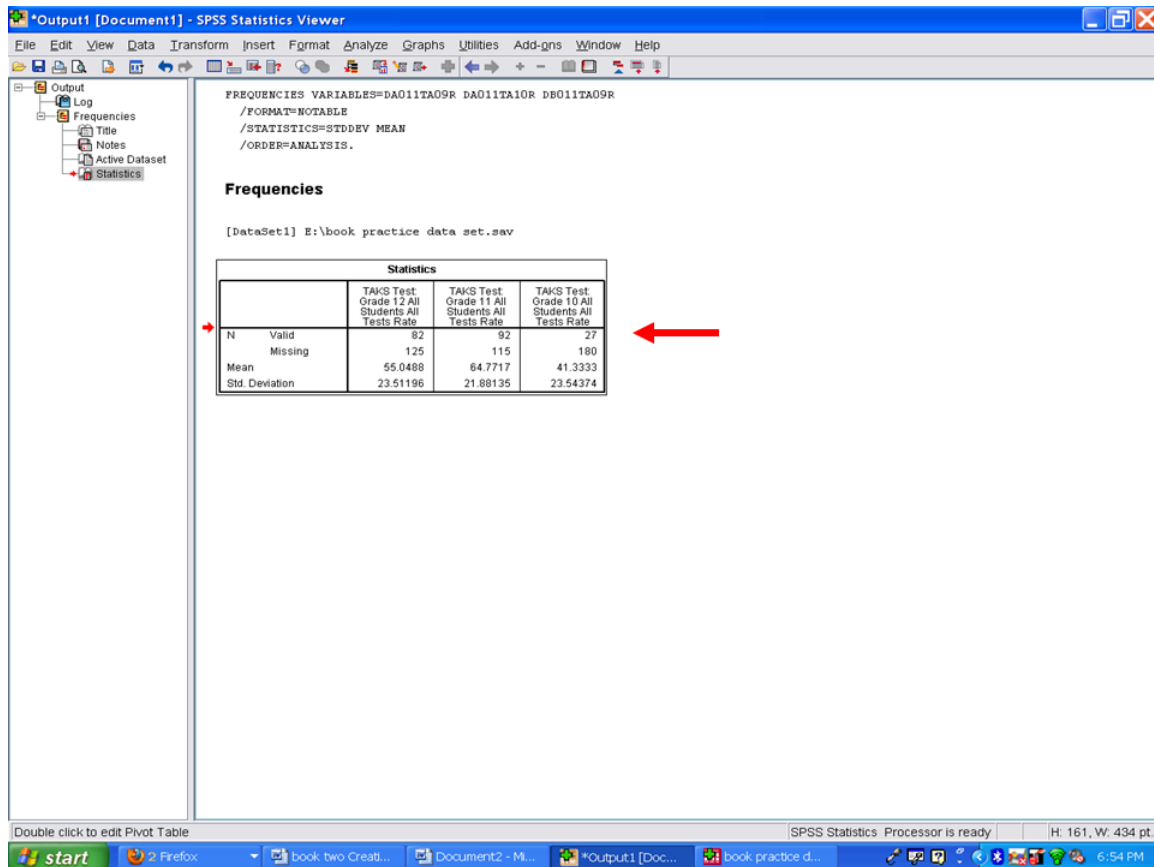 *Output1 [Document1] - SPSS Statistics Viewer
File Edit View Data Transform Insert Format Analyze Graphs Utilities Add-ons Window Help
Output
Log
Frequencies
Title
Notes
Active Dataset
Statistics
FREQUENCIES VARIABLES=DA011TA09R DA011TA10R DB011TA09R
/FORMAT=NOTABLE
/STATISTICS=STDDEV MEAN
/ORDER=ANALYSIS.
Frequencies
[DataSet1] E:\book practice data set.sav
Statistics
TAKS Test: Grade 12 All Students All Tests Rate
TAKS Test: Grade 11 All Students All Tests Rate
TAKS Test: Grade 10 All Students All Tests Rate
N Valid 82 92 27
Missing 125 115 180
Mean 55.0488 64.7717 41.3333
Std. Deviation 23.51196 21.88135 23.54374
Double click to edit Pivot Table
SPSS Statistics Processor is ready
H: 161, W: 434 pt.
start
2 Firefox
book two Creati...
Document2 - Mi...
*Output1 [Doc...
book practice d...
6:54 PM